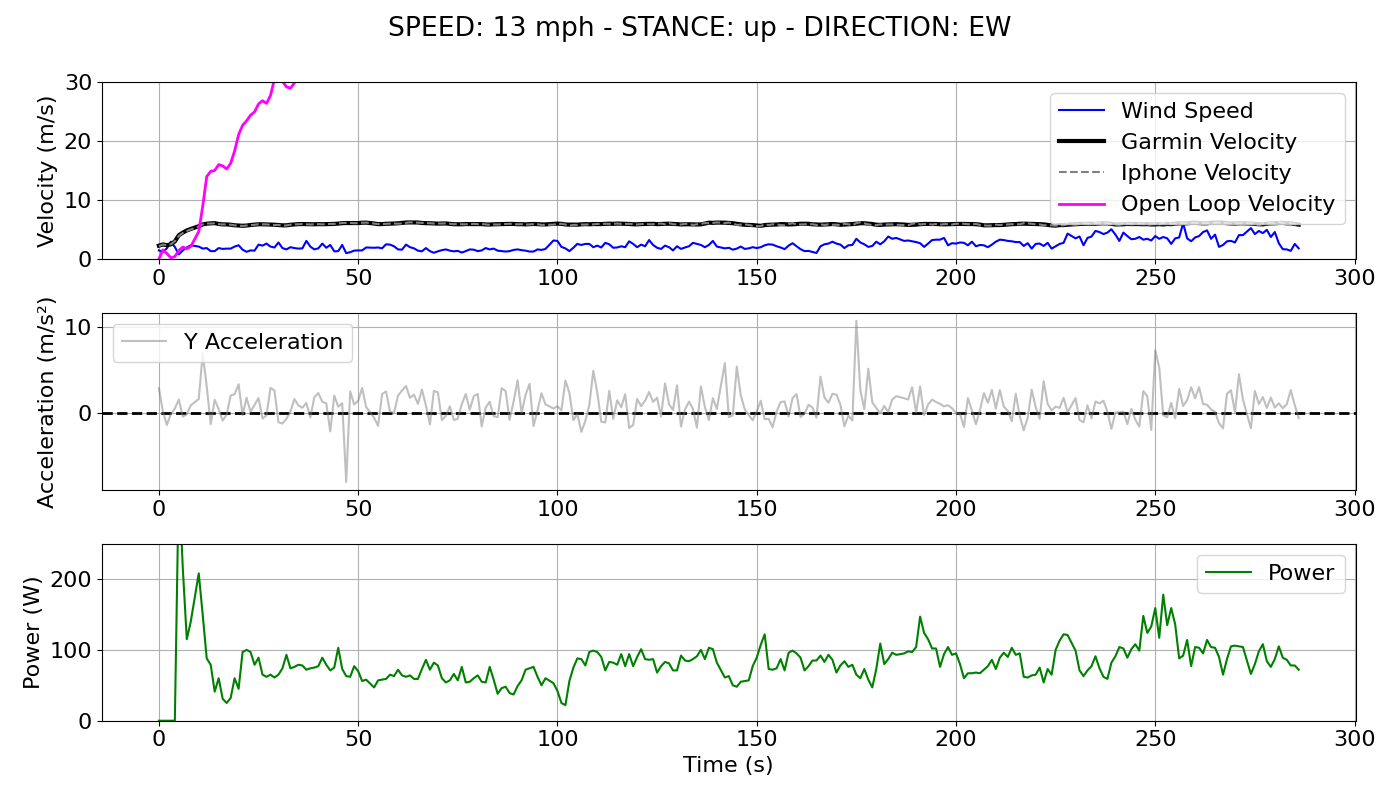 SPEED: 13 mph - STANCE: up - DIRECTION: EW
Velocity (m/s)
30
20
10
0
Wind Speed
Garmin Velocity
Iphone Velocity
Open Loop Velocity
0 50 100 150 200 250 300
Acceleration (m/s²)
10
0
Y Acceleration
0 50 100 150 200 250 300
Power (W)
200
100
0
Power
0 50 100 150 200 250 300
Time (s)